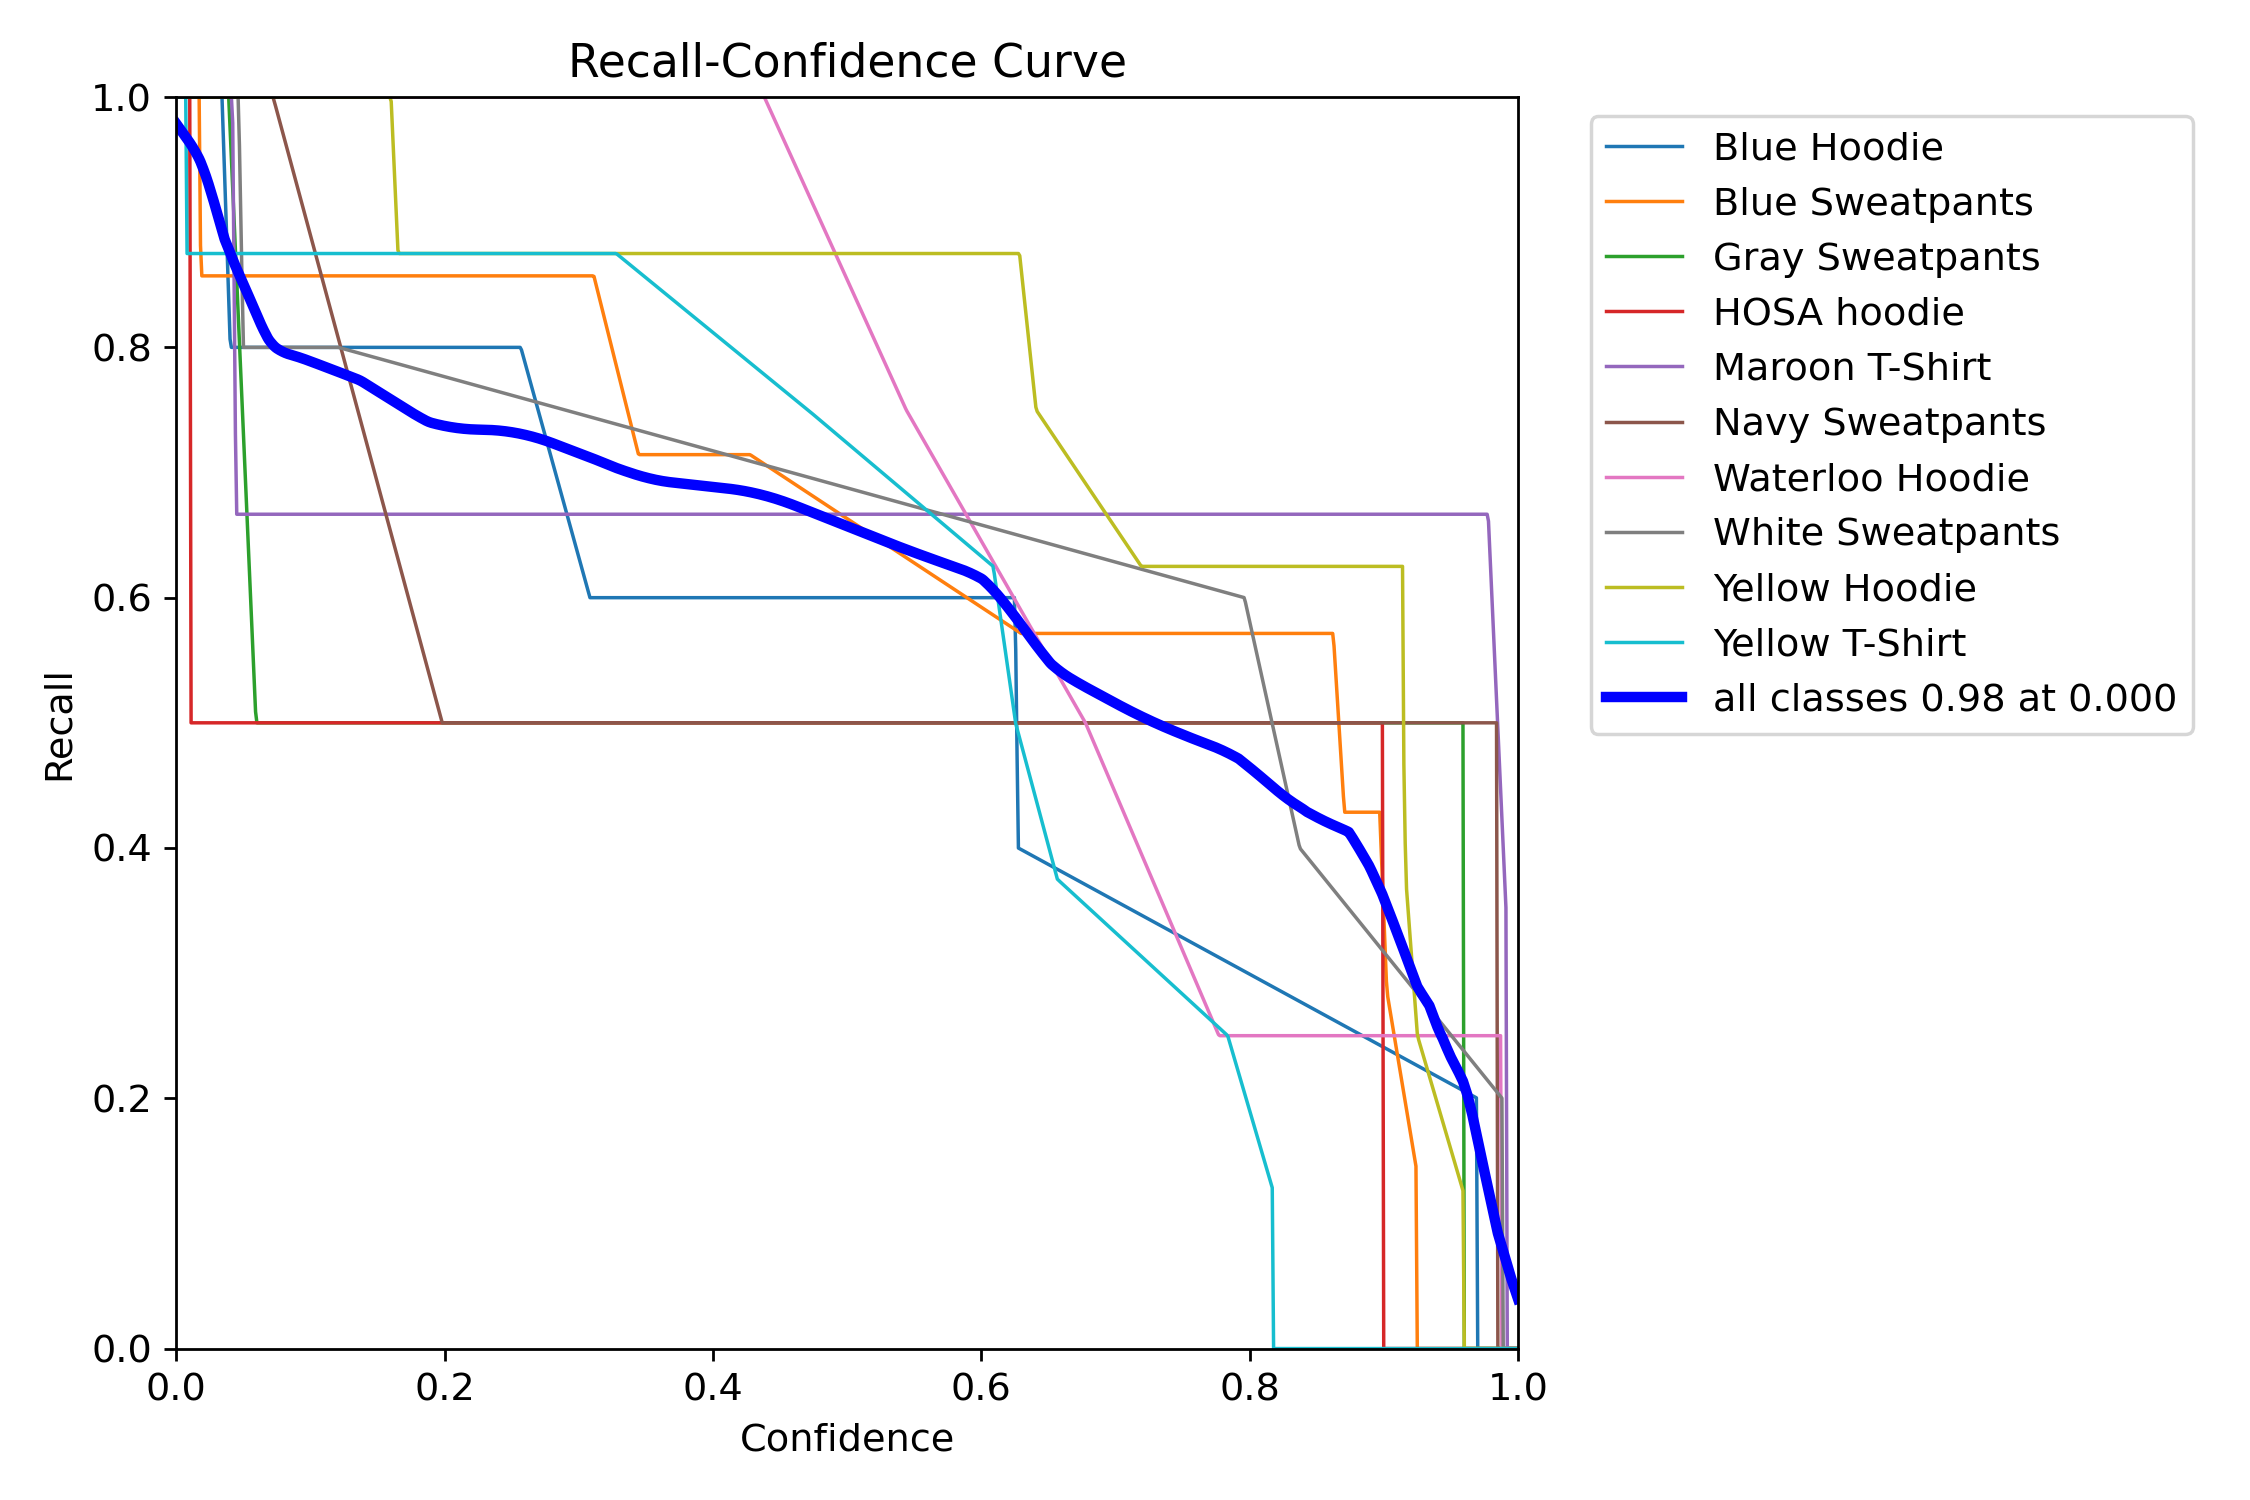 Recall-Confidence Curve
1.0
0.8
0.6
0.4
0.2
0.0
Recall
0.0 0.2 0.4 0.6 0.8 1.0
Confidence
Blue Hoodie
Blue Sweatpants
Gray Sweatpants
HOSA hoodie
Maroon T-Shirt
Navy Sweatpants
Waterloo Hoodie
White Sweatpants
Yellow Hoodie
Yellow T-Shirt
all classes 0.98 at 0.000